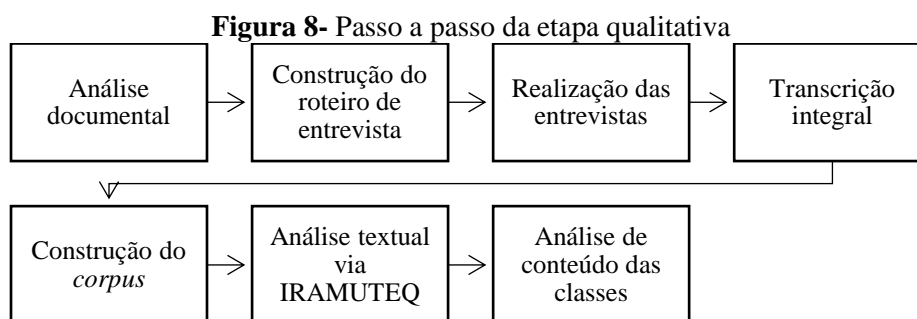 Figura 8- Passo a passo da etapa qualitativa
Análise
documental
Construção do
roteiro de
entrevista
Realização das
entrevistas
Transcrição
integral
Construção do
corpus
Análise textual
via
IRAMUTEQ
Análise de
conteúdo das
classes